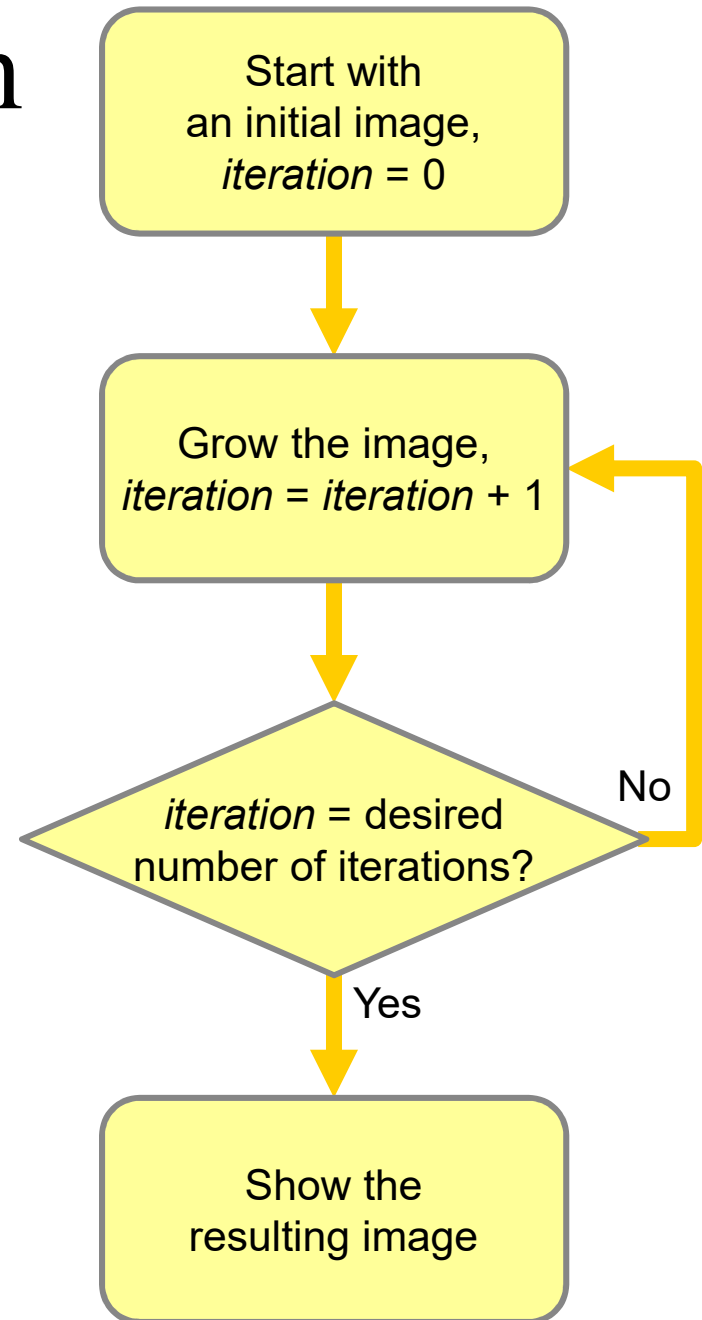 n
Start with
an initial image,
iteration = 0
Grow the image,
iteration = iteration + 1
iteration = desired
number of iterations?
No
Yes
Show the
resulting image